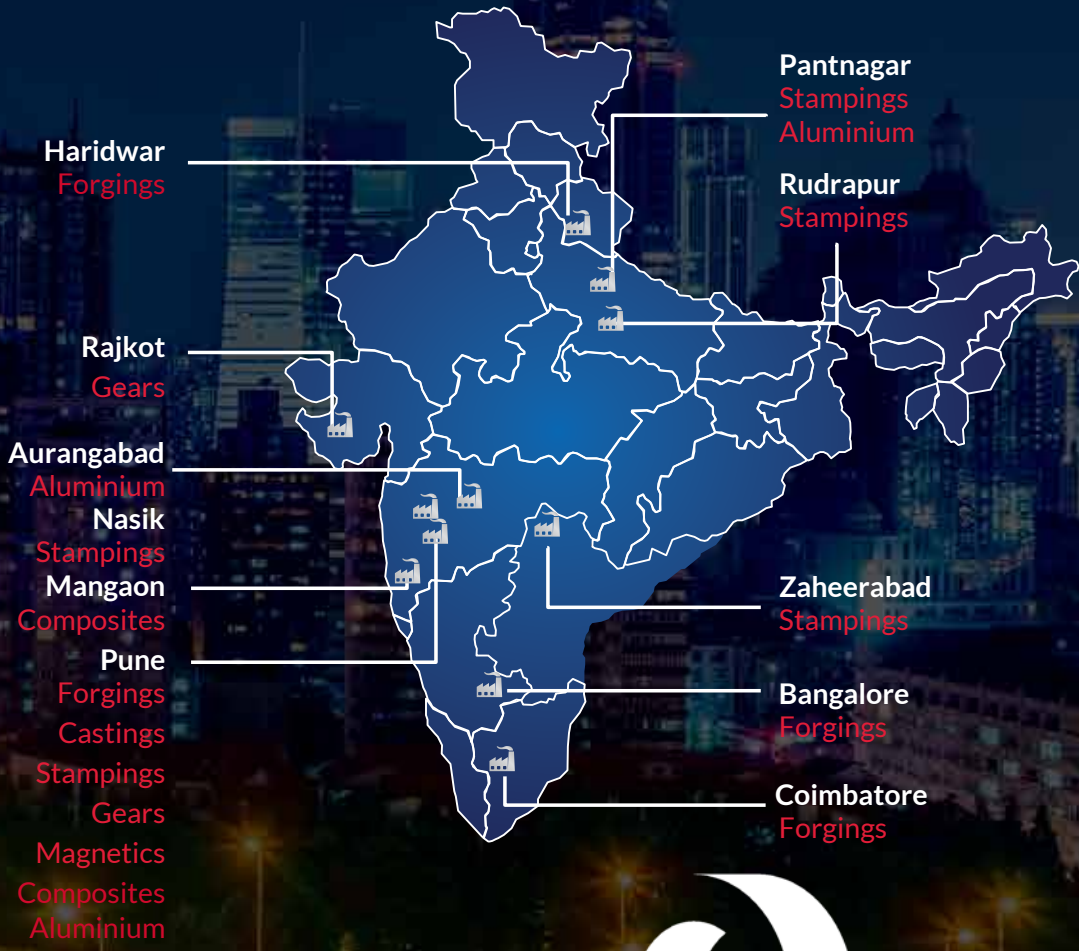 Haridwar
Forgings
Rajkot
Gears
Aurangabad
Aluminium
Nasik
Stampings
Mangaon
Composites
Pune
Forgings
Castings
Stampings
Gears
Magnetics
Composites
Aluminium
Pantnagar
Stampings
Aluminium
Rudrapur
Stampings
Zaheerabad
Stampings
Bangalore
Forgings
Coimbatore
Forgings